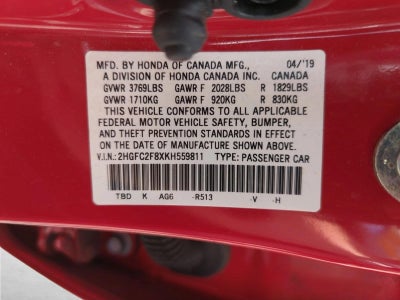 MFD. BY HONDA OF CANADA MFG., 04/'19
A DIVISION OF HONDA CANADA INC. CANADA
GVWR 3769LBS GAWR F 2028LBS R 1829LBS
GVWR 1710KG GAWR F 920KG R 830KG
THIS VEHICLE CONFORMS TO ALL APPLICABLE
FEDERAL MOTOR VEHICLE SAFETY, BUMPER,
AND THEFT PREVENTION STANDARDS IN EFFECT
ON THE DATE OF MANUFACTURE SHOWN ABOVE.
V.I.N.: 2HGFC2F8XKH559811 TYPE: PASSENGER CAR
TBD K AG6 -R513 -V -H